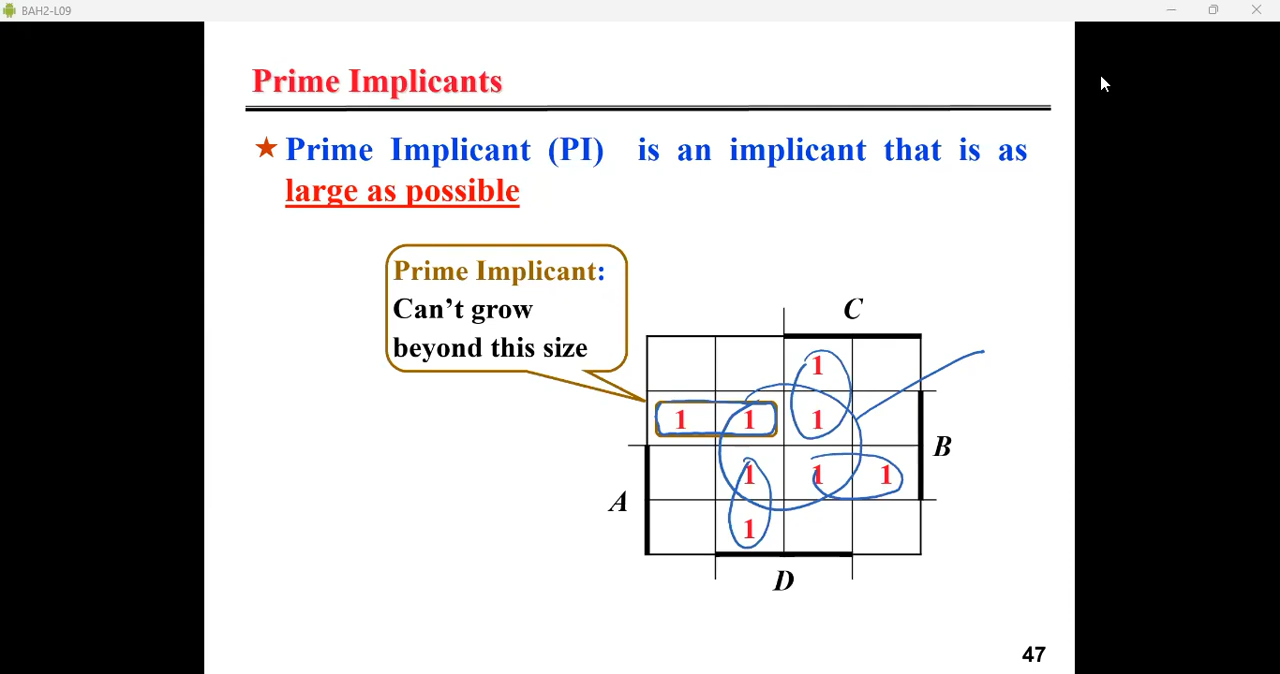 BAH2-L09
Prime Implicants
★ Prime Implicant (PI) is an implicant that is as
large as possible
Prime Implicant:
Can't grow
beyond this size
C
1
1 1 1
B
1 1 1
A
1
D
47